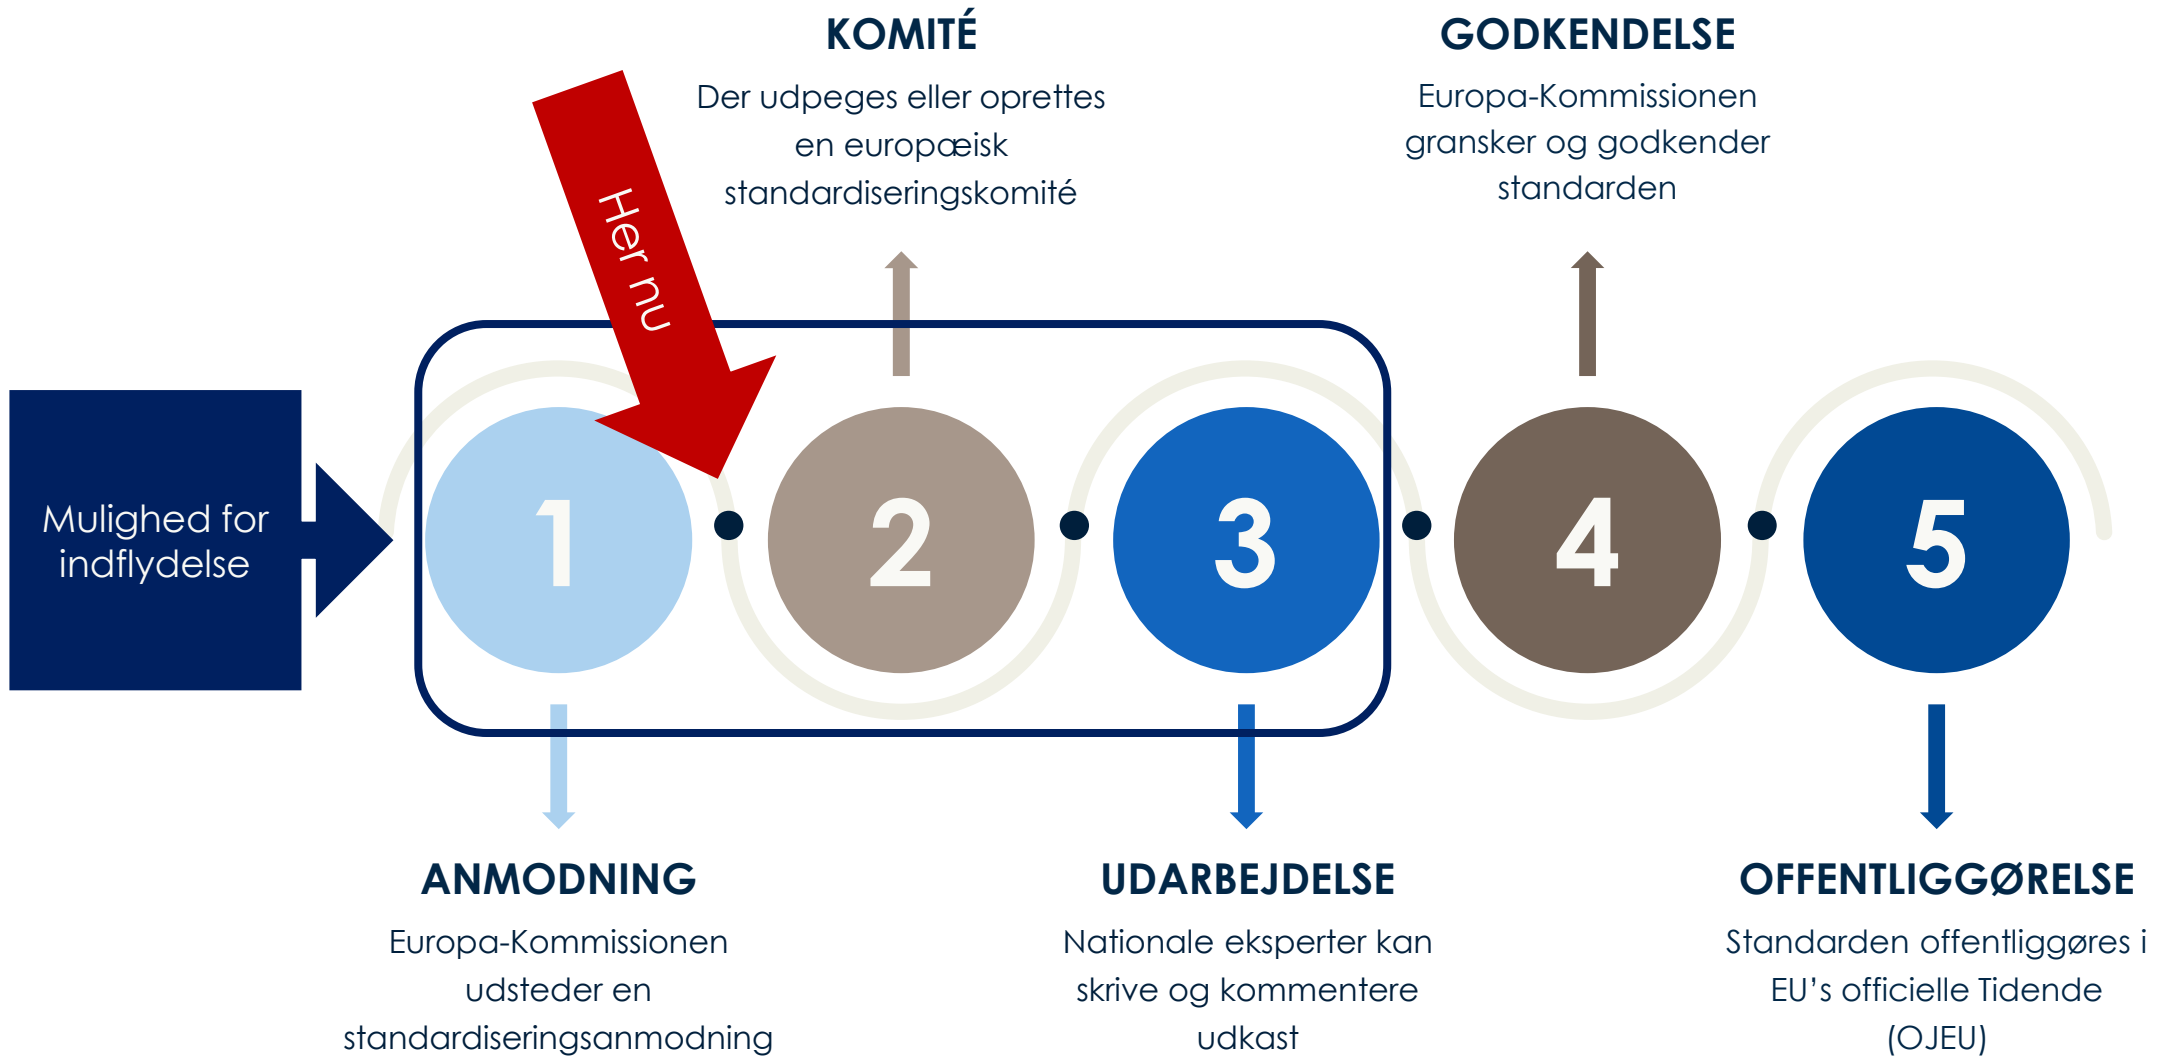 KOMITÉ
Der udpeges eller oprettes
en europæisk
standardiseringskomité
GODKENDELSE
Europa-Kommissionen
gransker og godkender
standarden
Her nu
Mulighed for
indflydelse
1
2
3
4
5
ANMODNING
Europa-Kommissionen
udsteder en
standardiseringsanmodning
UDARBEJDELSE
Nationale eksperter kan
skrive og kommentere
udkast
OFFENTLIGGØRELSE
Standarden offentliggøres i
EU’s officielle Tidende
(OJEU)